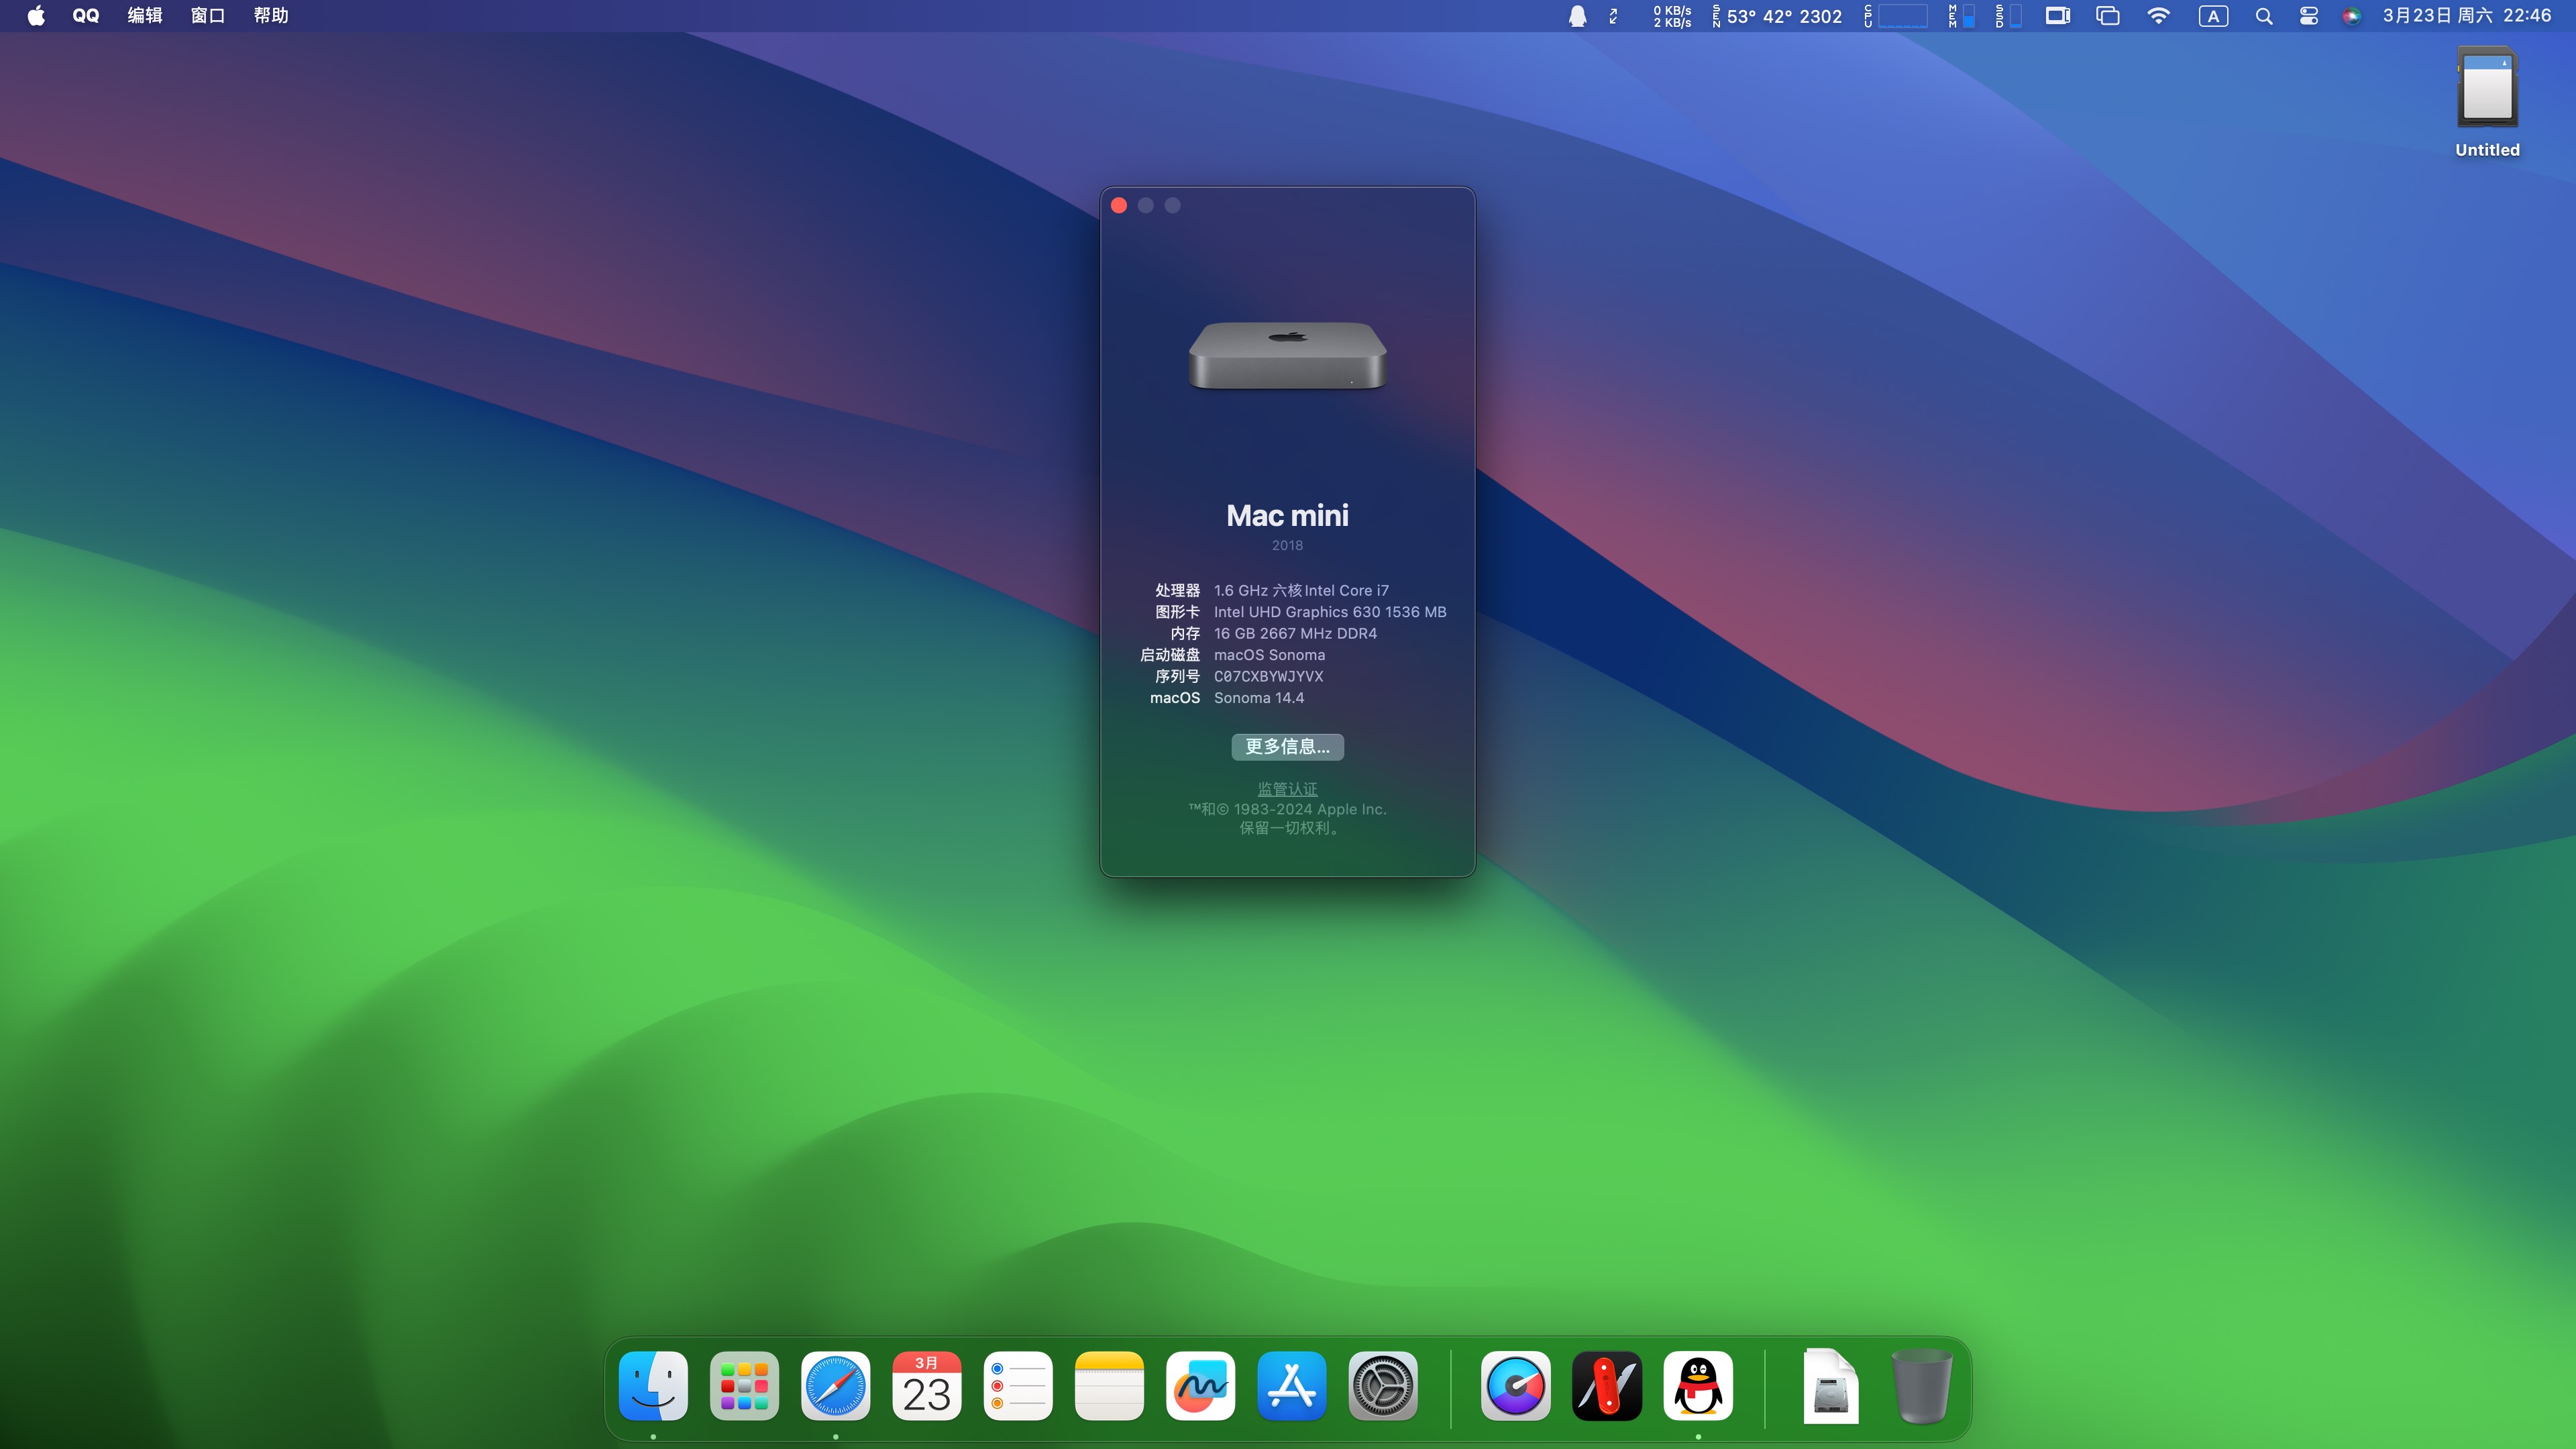 QQ 编辑 窗口 帮助
0 KB/s
2 KB/s
SEN 53° 42° 2302 CPU MEM SSD A 3月23日 周六 22:46
Untitled
Mac mini
2018
处理器 1.6 GHz 六核Intel Core i7
图形卡 Intel UHD Graphics 630 1536 MB
内存 16 GB 2667 MHz DDR4
启动磁盘 macOS Sonoma
序列号 C07CXBYWJYVX
macOS Sonoma 14.4
更多信息...
监管认证
™和© 1983-2024 Apple Inc.
保留一切权利。
3月
23